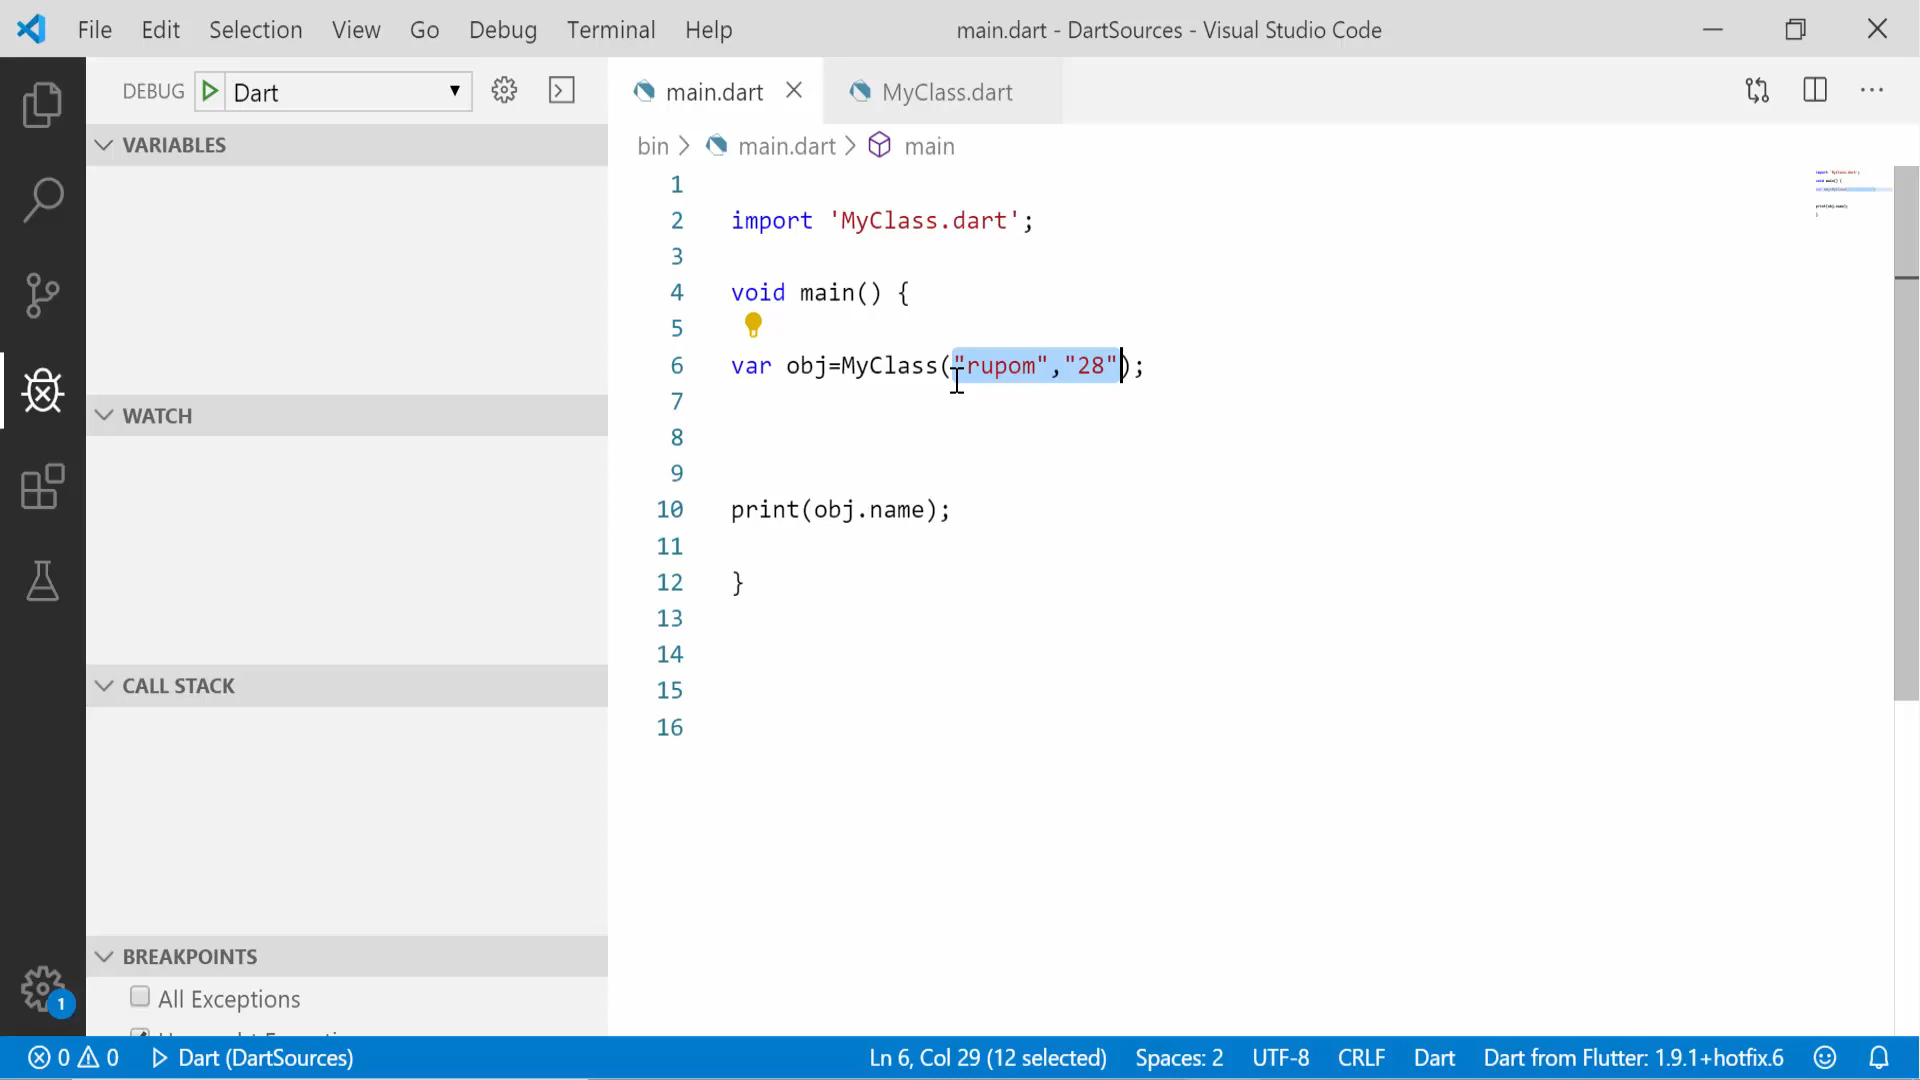 File Edit Selection View Go Debug Terminal Help main.dart - DartSources - Visual Studio Code
DEBUG Dart
main.dart MyClass.dart
VARIABLES
bin main.dart main
1
2 import 'MyClass.dart';
3
4 void main() {
5
6 var obj=MyClass("rupom","28");
7
8
9
10 print(obj.name);
11
12 }
13
14
15
16
WATCH
CALL STACK
BREAKPOINTS
All Exceptions
1
0 0 Dart (DartSources) Ln 6, Col 29 (12 selected) Spaces: 2 UTF-8 CRLF Dart Dart from Flutter: 1.9.1+hotfix.6